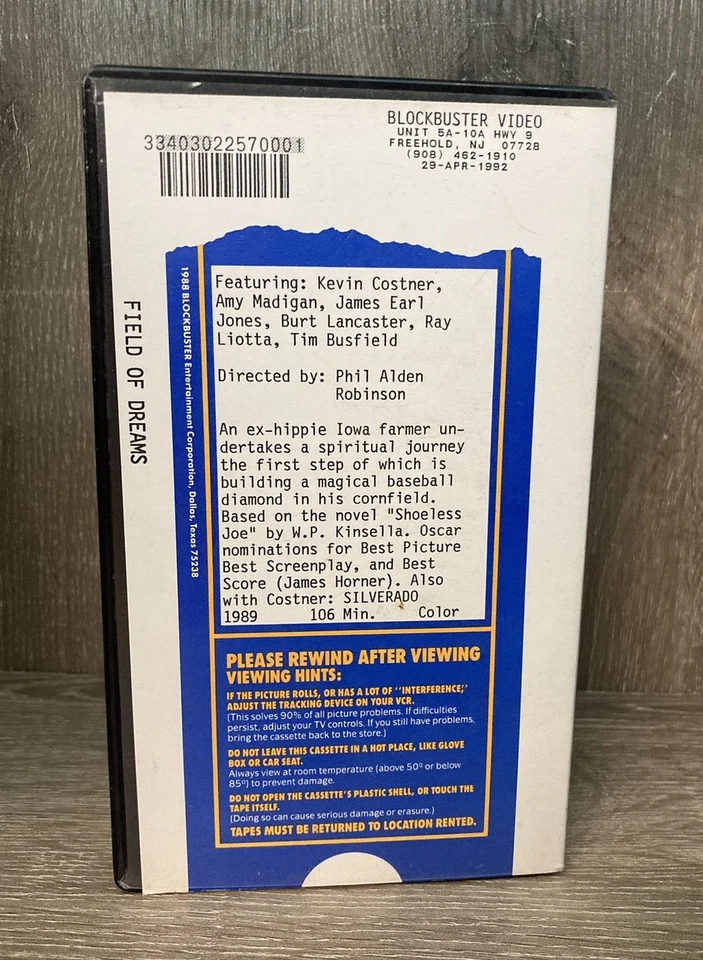 BLOCKBUSTER VIDEO
UNIT 5A-10A HWY 9
FREEHOLD, NJ 07728
(908) 462-1910
29-APR-1992
33403022570001
FIELD OF DREAMS
1988 BLOCKBUSTER Entertainment Corporation, Dallas, Texas 75238
Featuring: Kevin Costner,
Amy Madigan, James Earl
Jones, Burt Lancaster, Ray
Liotta, Tim Busfield
Directed by: Phil Alden
Robinson
An ex-hippie Iowa farmer un-
dertakes a spiritual journey
the first step of which is
building a magical baseball
diamond in his cornfield.
Based on the novel "Shoeless
Joe" by W.P. Kinsella. Oscar
nominations for Best Picture
Best Screenplay, and Best
Score (James Horner). Also
with Costner: SILVERADO
1989 106 Min. Color
PLEASE REWIND AFTER VIEWING
VIEWING HINTS:
IF THE PICTURE ROLLS, OR HAS A LOT OF "INTERFERENCE,"
ADJUST THE TRACKING DEVICE ON YOUR VCR.
(This solves 90% of all picture problems. If difficulties
persist, adjust your TV controls. If you still have problems,
bring the cassette back to the store.)
DO NOT LEAVE THIS CASSETTE IN A HOT PLACE, LIKE GLOVE
BOX OR CAR SEAT.
Always view at room temperature (above 50° or below
85°) to prevent damage.
DO NOT OPEN THE CASSETTE'S PLASTIC SHELL, OR TOUCH THE
TAPE ITSELF.
(Doing so can cause serious damage or erasure.)
TAPES MUST BE RETURNED TO LOCATION RENTED.